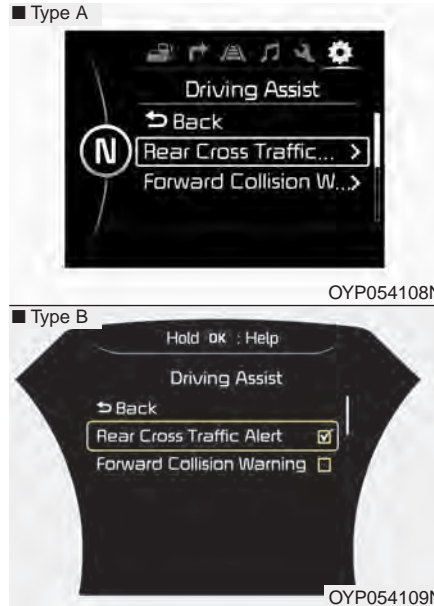 ■ Type A
Driving Assist
Back
N
Rear Cross Traffic... >
Forward Collision W...>
OYP054108N
■ Type B
Hold OK : Help
Driving Assist
Back
Rear Cross Traffic Alert
Forward Collision Warning
OYP054109N